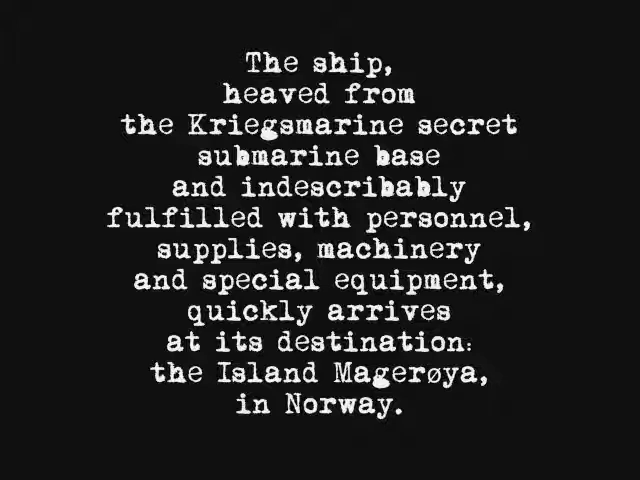 The ship,
heaved from
the Kriegsmarine secret
submarine base
and indescribably
fulfilled with personnel,
supplies, machinery
and special equipment,
quickly arrives
at its destination:
the Island Magerøya,
in Norway.